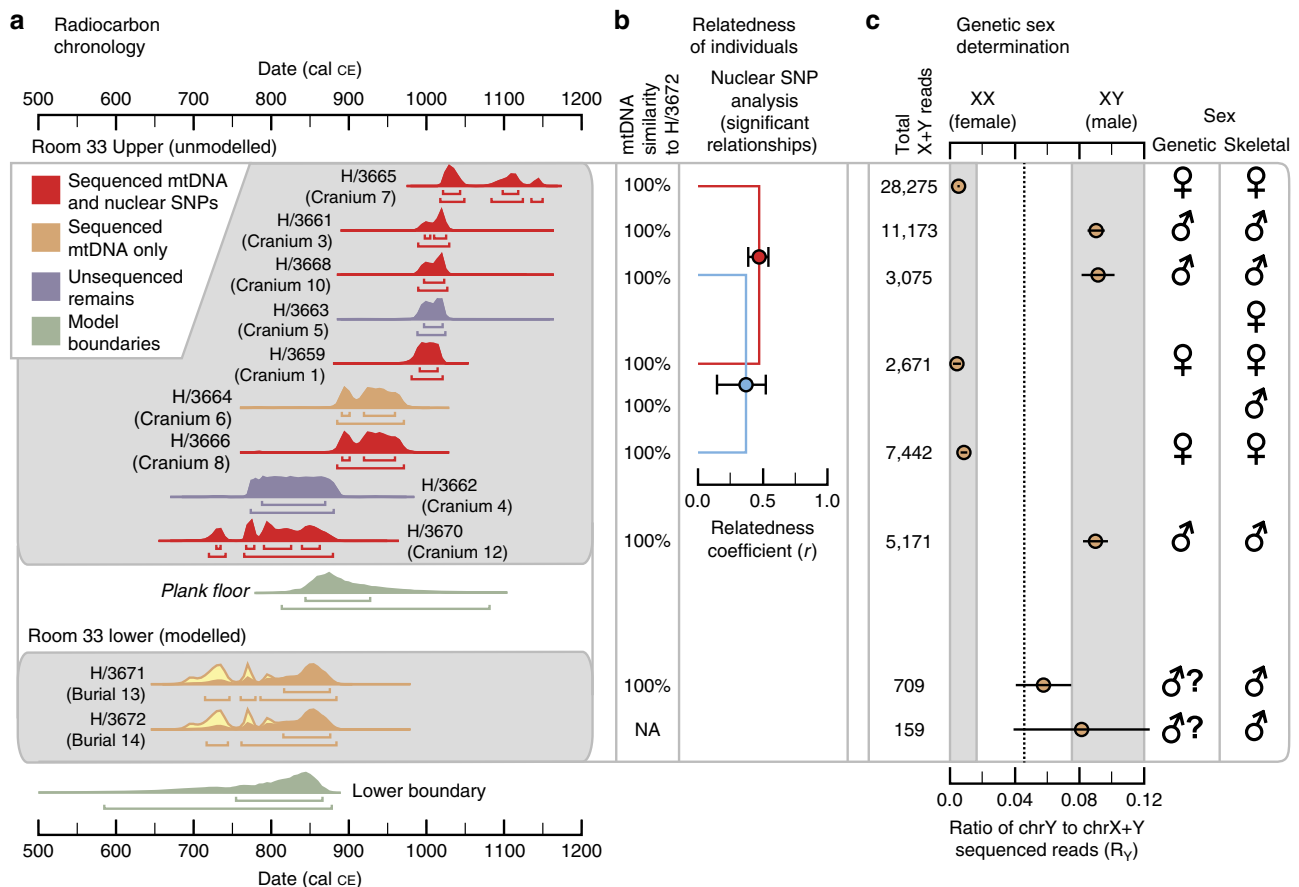 a
Radiocarbon
chronology
Date (cal CE)
500 600 700 800 900 1000 1100 1200
Room 33 Upper (unmodelled)
Sequenced mtDNA
and nuclear SNPs
Sequenced
mtDNA only
Unsequenced
remains
Model
boundaries
H/3665
(Cranium 7)
H/3661
(Cranium 3)
H/3668
(Cranium 10)
H/3663
(Cranium 5)
H/3659
(Cranium 1)
H/3664
(Cranium 6)
H/3666
(Cranium 8)
H/3662
(Cranium 4)
H/3670
(Cranium 12)
Plank floor
Room 33 lower (modelled)
H/3671
(Burial 13)
H/3672
(Burial 14)
Lower boundary
500 600 700 800 900 1000 1100 1200
Date (cal CE)
b
Relatedness
of individuals
mtDNA
similarity
to H/3672
Nuclear SNP
analysis
(significant
relationships)
100%
100%
100%
100%
100%
100%
100%
100%
NA
0.0 0.5 1.0
Relatedness
coefficient (r)
c
Genetic sex
determination
Total
X+Y reads
XX
(female)
XY
(male)
Sex
Genetic Skeletal
28,275 ♀ ♀
11,173 ♂ ♂
3,075 ♂ ♂
♀
2,671 ♀ ♀
♂
7,442 ♀ ♀
5,171 ♂ ♂
709 ♂? ♂
159 ♂? ♂
0.0 0.04 0.08 0.12
Ratio of chrY to chrX+Y
sequenced reads (RY)